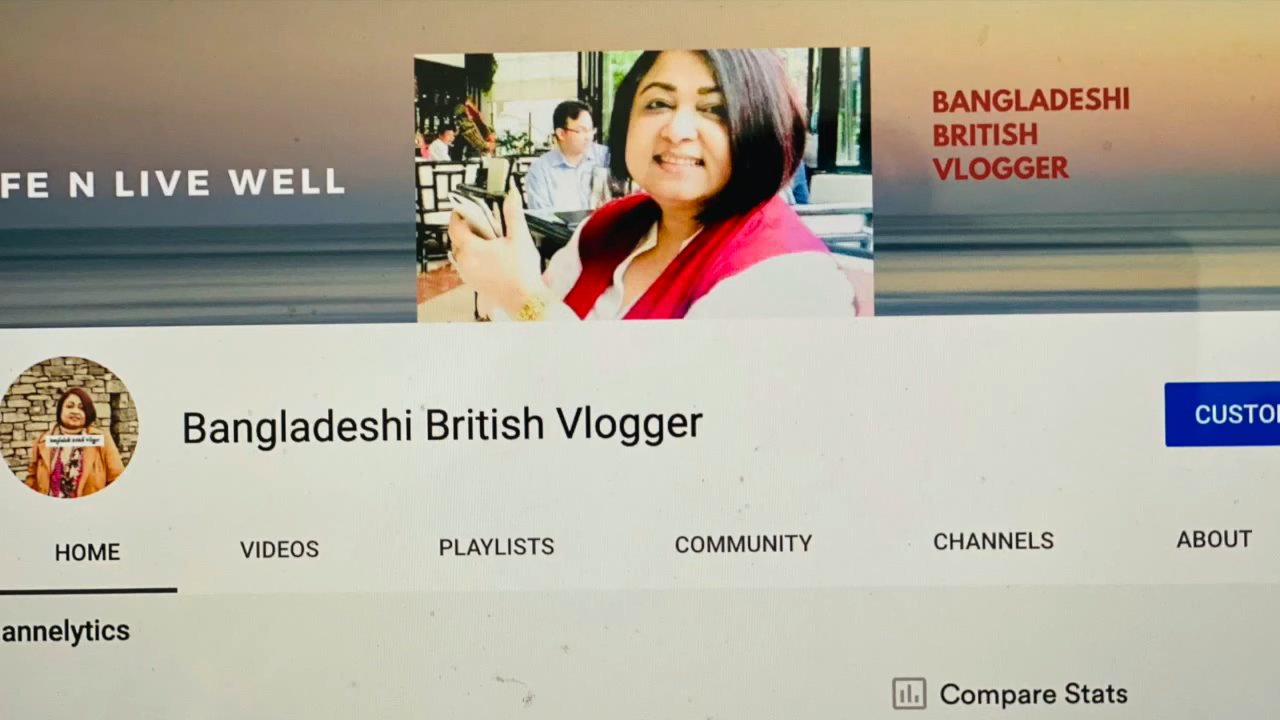 FE N LIVE WELL
BANGLADESHI
BRITISH
VLOGGER
Bangladeshi British Vlogger
CUSTO
HOME
VIDEOS
PLAYLISTS
COMMUNITY
CHANNELS
ABOUT
annelytics
Compare Stats